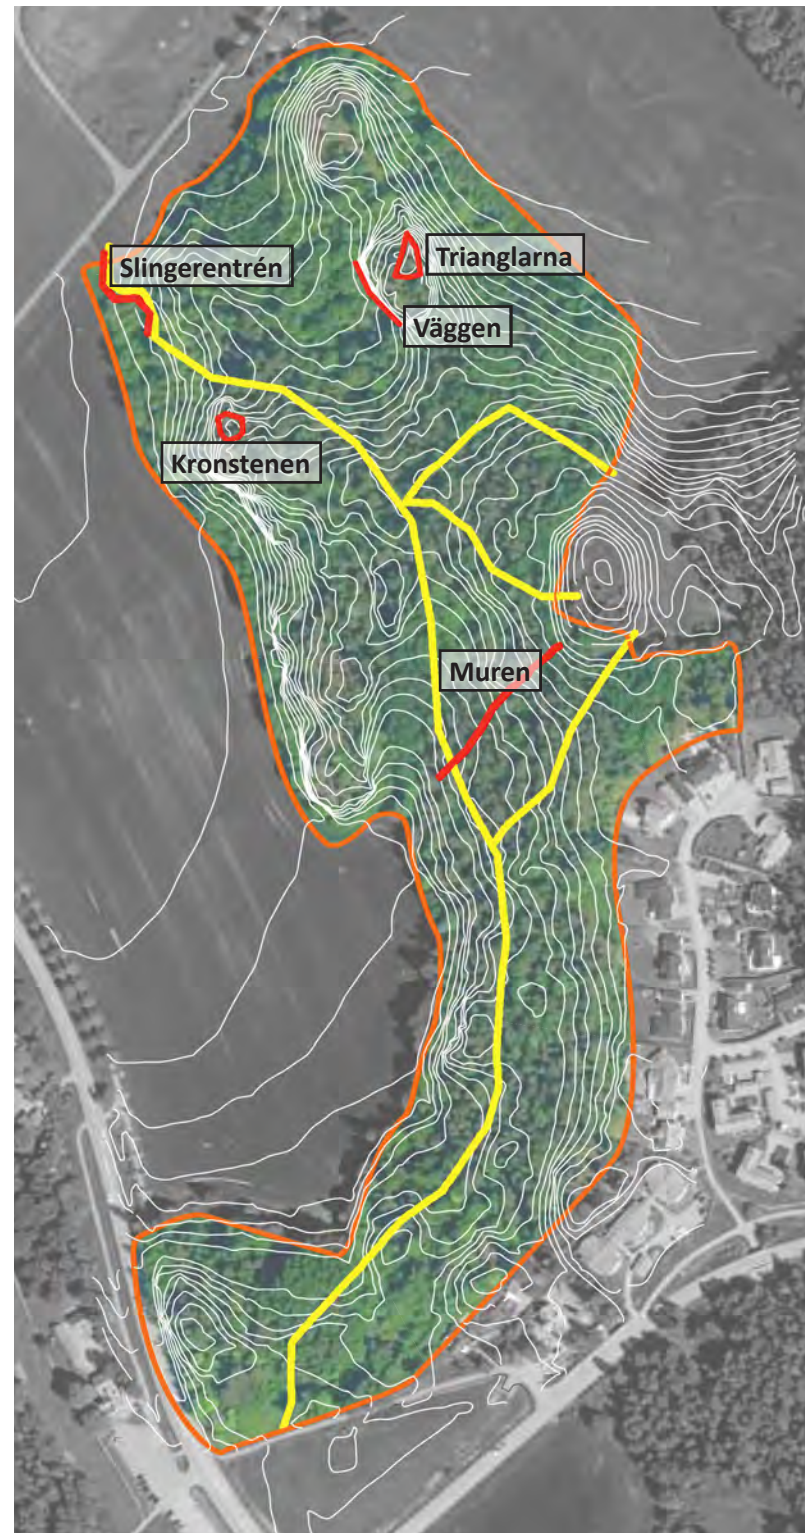 Trianglarna
Slingerentrén
Väggen
Kronstenen
Muren